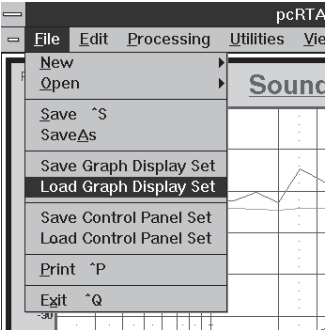 pcRTA
File Edit Processing Utilities Vie
New
Open
Soun
Save ^S
SaveAs
Save Graph Display Set
Load Graph Display Set
Save Control Panel Set
Load Control Panel Set
Print ^P
Exit ^Q
-30